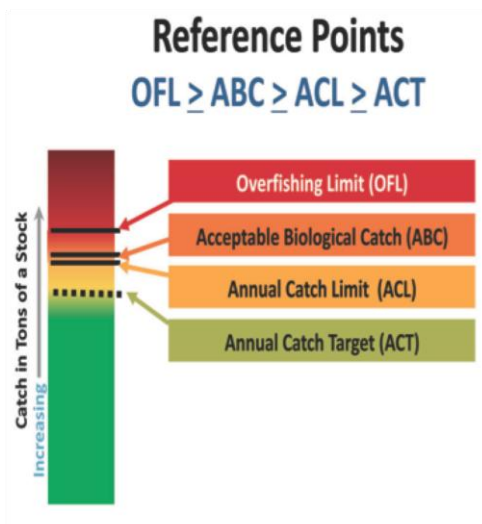 Reference Points
OFL ≥ ABC ≥ ACL ≥ ACT
Overfishing Limit (OFL)
Acceptable Biological Catch (ABC)
Annual Catch Limit (ACL)
Annual Catch Target (ACT)
Catch in Tons of a Stock
Increasing